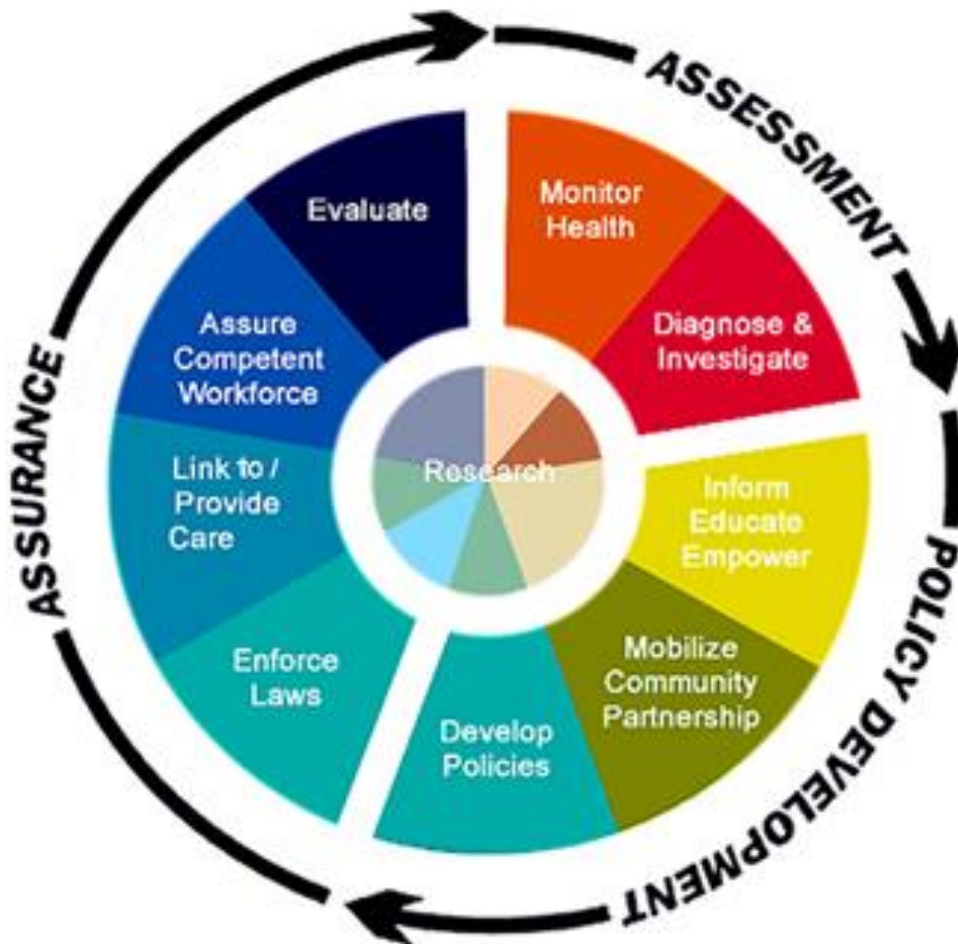 ASSESSMENT
Monitor
Health
Diagnose &
Investigate
Inform
Educate
Empower
Mobilize
Community
Partnership
POLICY DEVELOPMENT
Develop
Policies
Enforce
Laws
Link to /
Provide
Care
Assure
Competent
Workforce
Evaluate
ASSURANCE
Research